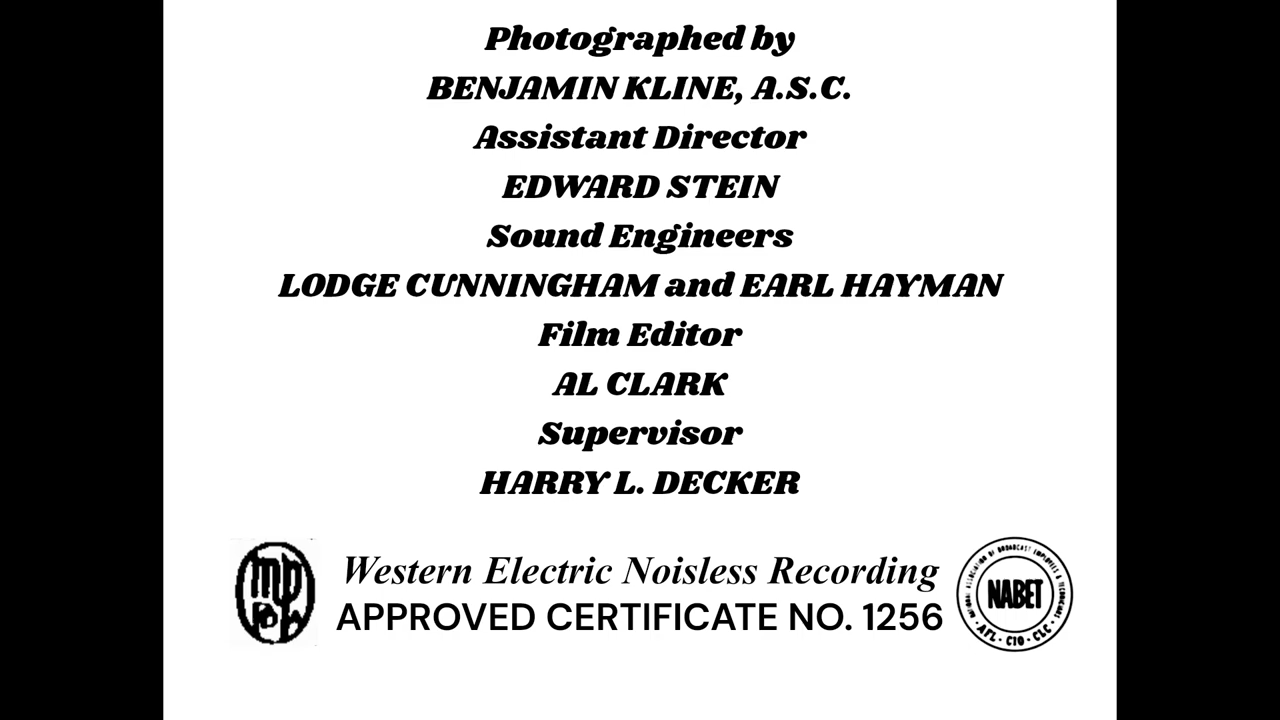 Photographed by
BENJAMIN KLINE, A.S.C.
Assistant Director
EDWARD STEIN
Sound Engineers
LODGE CUNNINGHAM and EARL HAYMAN
Film Editor
AL CLARK
Supervisor
HARRY L. DECKER
Western Electric Noisless Recording
APPROVED CERTIFICATE NO. 1256
NABET
AFL · CIO · CLC